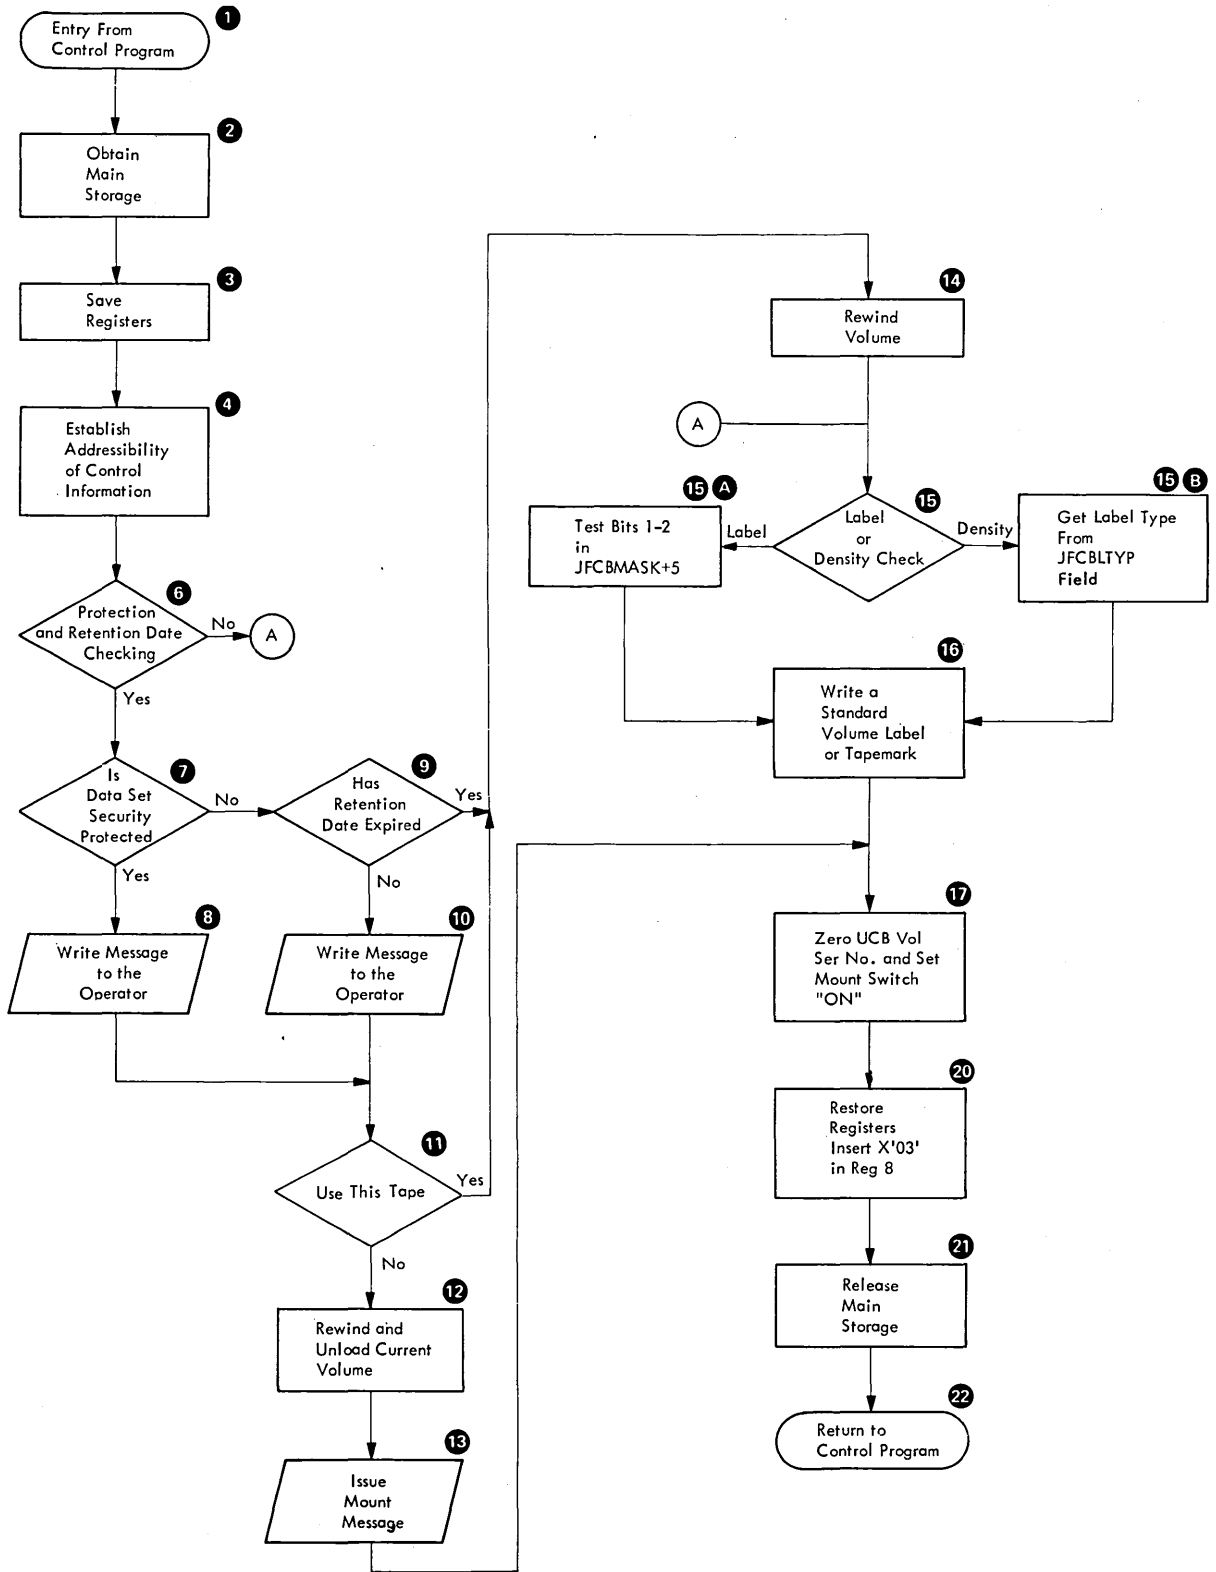 1
Entry From
Control Program
2
Obtain
Main
Storage
3
Save
Registers
4
Establish
Addressibility
of Control
Information
6
Protection
and Retention Date
Checking
No
A
Yes
7
Is
Data Set
Security
Protected
No
Yes
9
Has
Retention
Date Expired
Yes
No
8
Write Message
to the
Operator
10
Write Message
to the
Operator
11
Use This Tape
Yes
No
12
Rewind and
Unload Current
Volume
13
Issue
Mount
Message
14
Rewind
Volume
A
15
Label
or
Density Check
Label
Density
15 A
Test Bits 1-2
in
JFCBMASK+5
15 B
Get Label Type
From
JFCBLTYP
Field
16
Write a
Standard
Volume Label
or Tapemark
17
Zero UCB Vol
Ser No. and Set
Mount Switch
"ON"
20
Restore
Registers
Insert X'03'
in Reg 8
21
Release
Main
Storage
22
Return to
Control Program